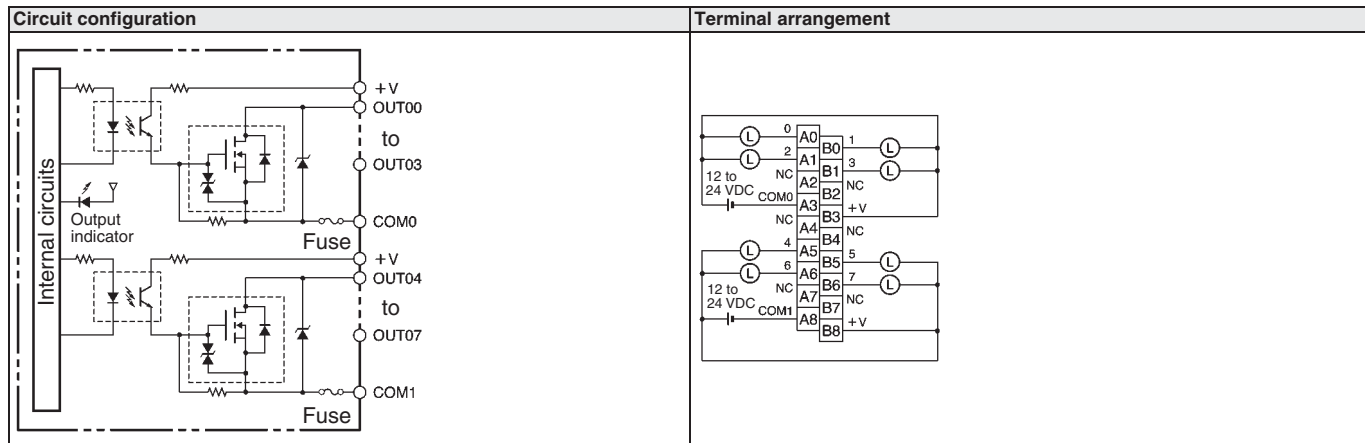 Circuit configuration
Terminal arrangement
Internal circuits
Output
indicator
+V
OUT00
to
OUT03
COM0
Fuse
+V
OUT04
to
OUT07
COM1
Fuse
L 0 A0
B0 1 L
L 2 A1
B1 3 L
NC A2
B2 NC
12 to
24 VDC
COM0 A3
B3 +V
NC A4
B4 NC
L 4 A5
B5 5 L
L 6 A6
B6 7 L
NC A7
B7 NC
12 to
24 VDC
COM1 A8
B8 +V